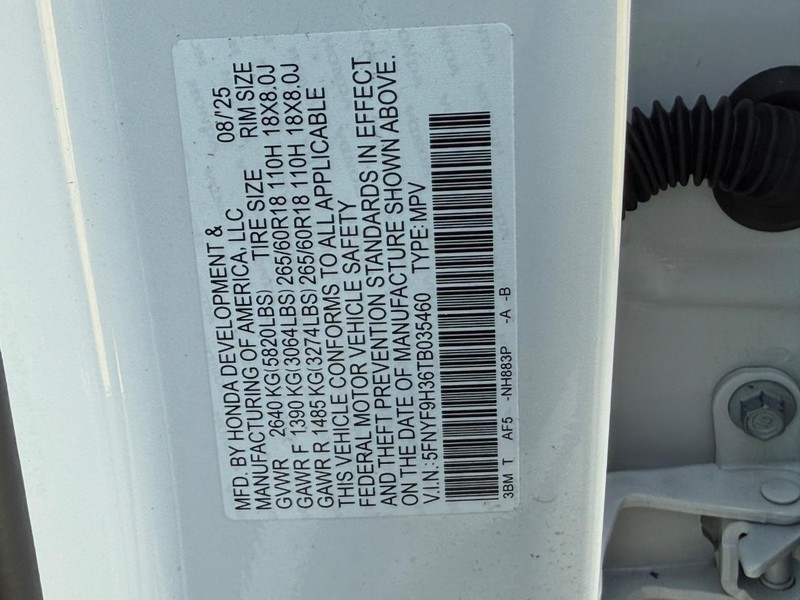 MFD. BY HONDA DEVELOPMENT &
MANUFACTURING OF AMERICA, LLC 08/'25
GVWR 2640 KG(5820LBS) TIRE SIZE RIM SIZE
GAWR F 1390 KG(3064LBS) 265/60R18 110H 18X8.0J
GAWR R 1485 KG(3274LBS) 265/60R18 110H 18X8.0J
THIS VEHICLE CONFORMS TO ALL APPLICABLE
FEDERAL MOTOR VEHICLE SAFETY
AND THEFT PREVENTION STANDARDS IN EFFECT
ON THE DATE OF MANUFACTURE SHOWN ABOVE.
V.I.N.:5FNYF9H36TB035460 TYPE: MPV
3BM T AF5 -NH883P -A -B